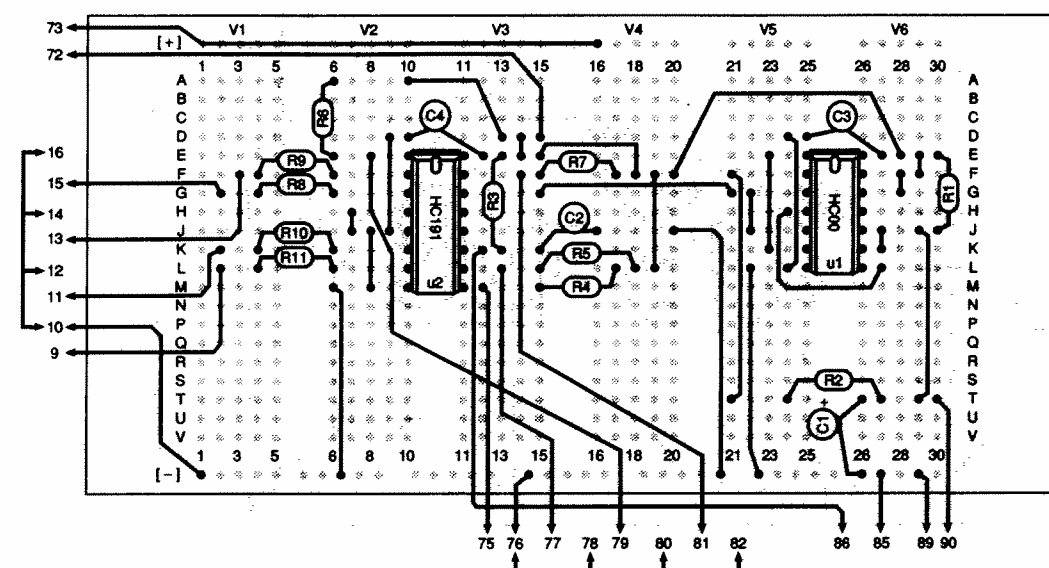 73 V1 V2 V3 V4 V5 V6
[+]
72 1 3 5 6 8 10 11 13 15 16 18 20 21 23 25 26 28 30
A A
B B
C C4 C3 C
R6
D D
16 E R9 R7 E
F F
15 G R8 R3 R1 G
14 H HC191 C2 HC00 H
13 J R10 J
K R5 K
12 L R11 u1 L
11 M u2 R4 M
N N
10 P P
9 Q Q
R R
S R2 S
T + T
U C1 U
V V
1 3 5 6 8 10 11 13 15 16 18 20 21 23 25 26 28 30
[-]
75 76 77 78 79 80 81 82 86 85 89 90